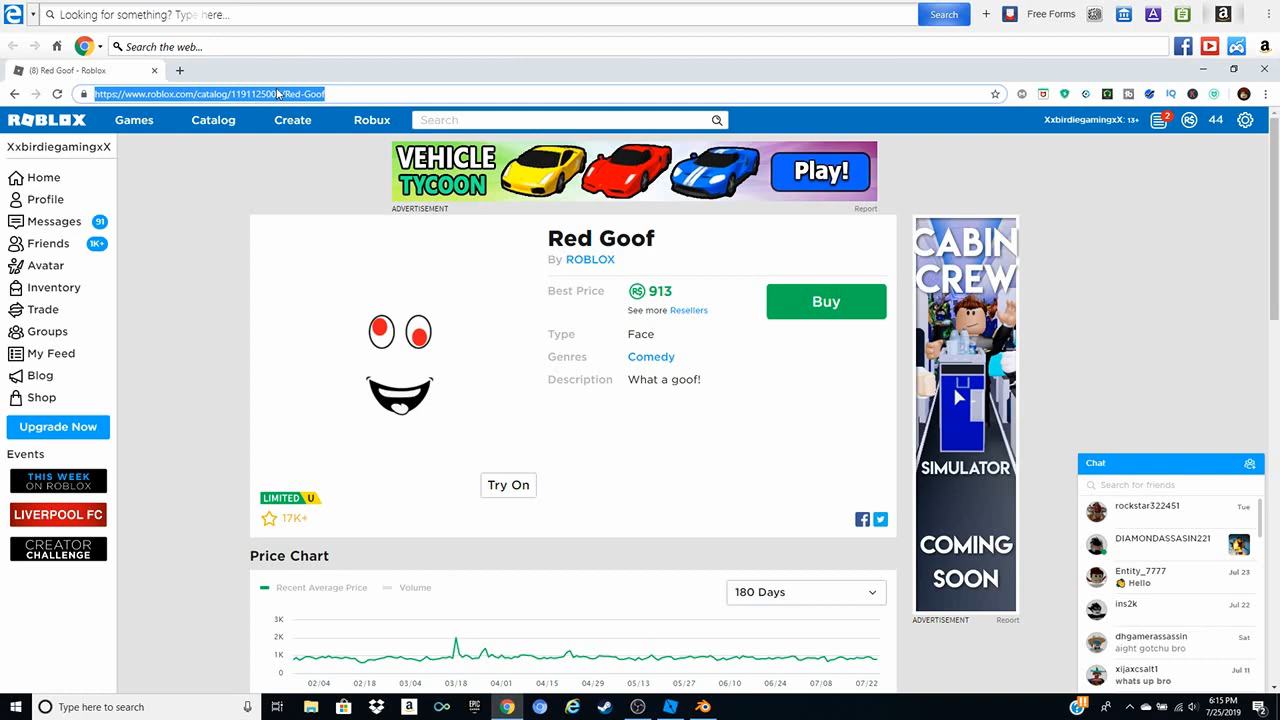 Looking for something? Type here...
Search
Free Forms
Search the web...
(8) Red Goof - Roblox
https://www.roblox.com/catalog/119112500/Red-Goof
IQ
ROBLOX
Games
Catalog
Create
Robux
Search
XxbirdiegamingxX: 13+
2
44
XxbirdiegamingxX
Home
Profile
Messages 91
Friends 1K+
Avatar
Inventory
Trade
Groups
My Feed
Blog
Shop
Upgrade Now
Events
THIS WEEK
ON ROBLOX
LIVERPOOL FC
CREATOR
CHALLENGE
VEHICLE
TYCOON
Play!
ADVERTISEMENT
Report
Red Goof
By ROBLOX
Best Price
R$ 913
See more Resellers
Buy
Type
Face
Genres
Comedy
Description
What a goof!
Try On
LIMITED U
17K+
Price Chart
Recent Average Price
Volume
180 Days
3K
2K
1K
0
02/04 02/18 03/04 03/18 04/01 04/15 04/29 05/13 05/27 06/10 06/24 07/08 07/22
CABIN
CREW
SIMULATOR
COMING
SOON
ADVERTISEMENT
Report
Chat
Search for friends
rockstar322451
Tue
DIAMONDASSASIN221
Entity_7777
Jul 23
Hello
ins2k
Jul 22
dhgamerassassin
Sat
aight gotchu bro
xijaxcsalt1
Jul 11
whats up bro
Type here to search
EPIC
6:15 PM
7/25/2019
2